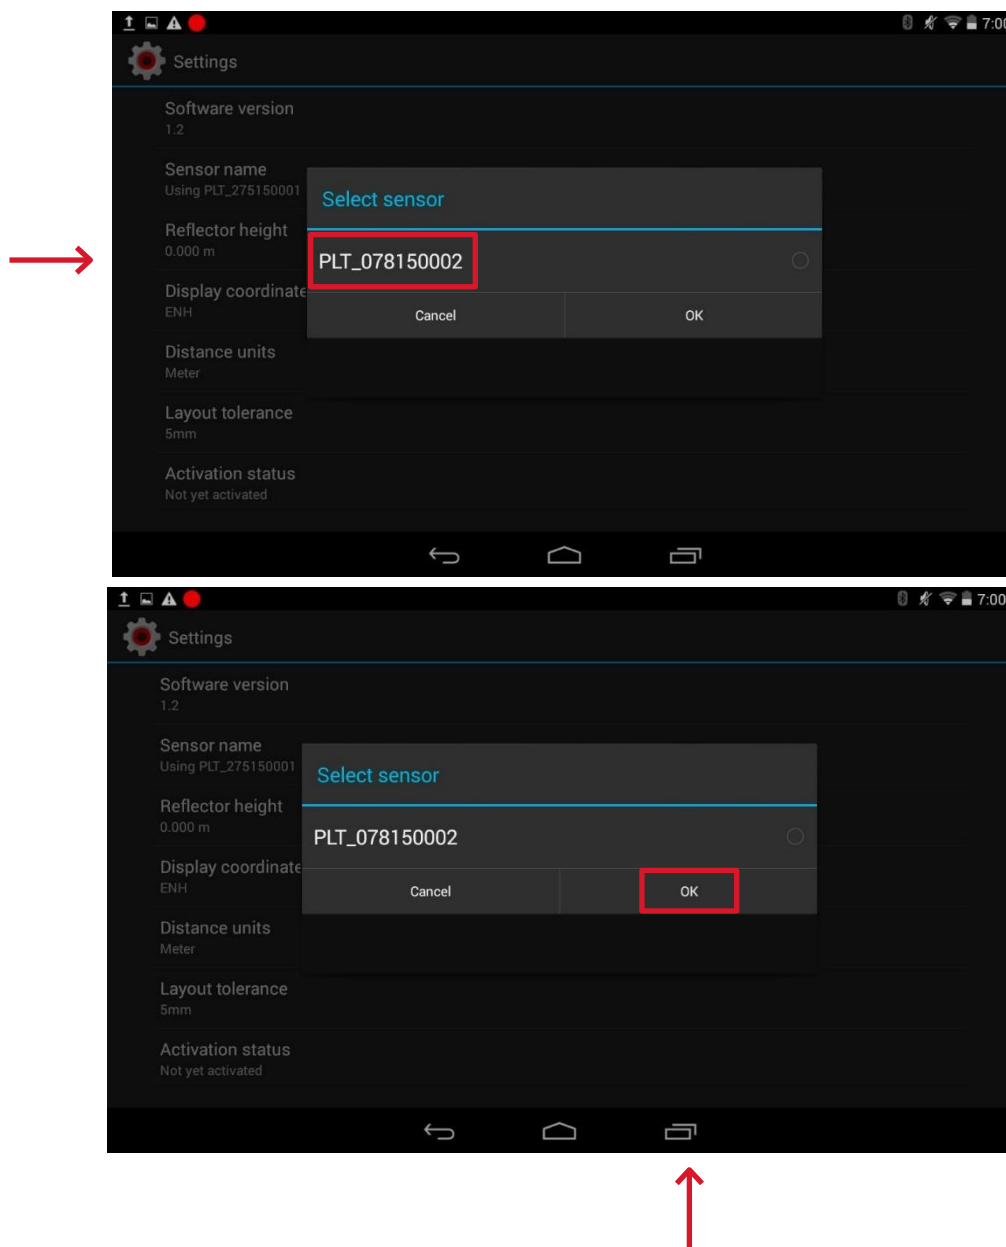 7:00
Settings
Software version
1.2
Sensor name
Using PLT_275150001
Reflector height
0.000 m
Display coordinate
ENH
Distance units
Meter
Layout tolerance
5mm
Activation status
Not yet activated
Select sensor
PLT_078150002
Cancel OK
7:00
Settings
Software version
1.2
Sensor name
Using PLT_275150001
Reflector height
0.000 m
Display coordinate
ENH
Distance units
Meter
Layout tolerance
5mm
Activation status
Not yet activated
Select sensor
PLT_078150002
Cancel OK